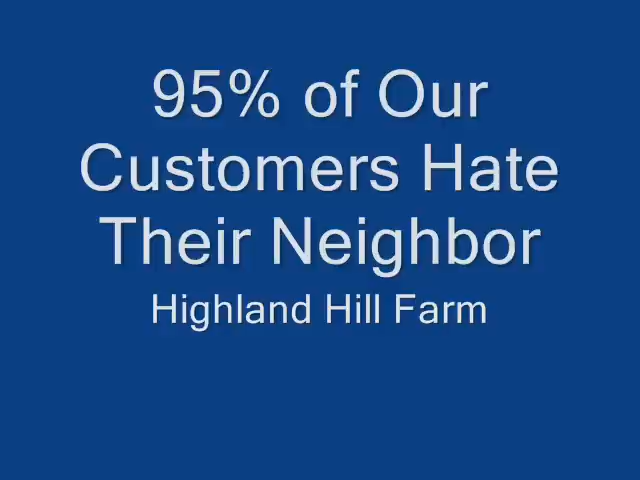 95% of Our
Customers Hate
Their Neighbor
Highland Hill Farm